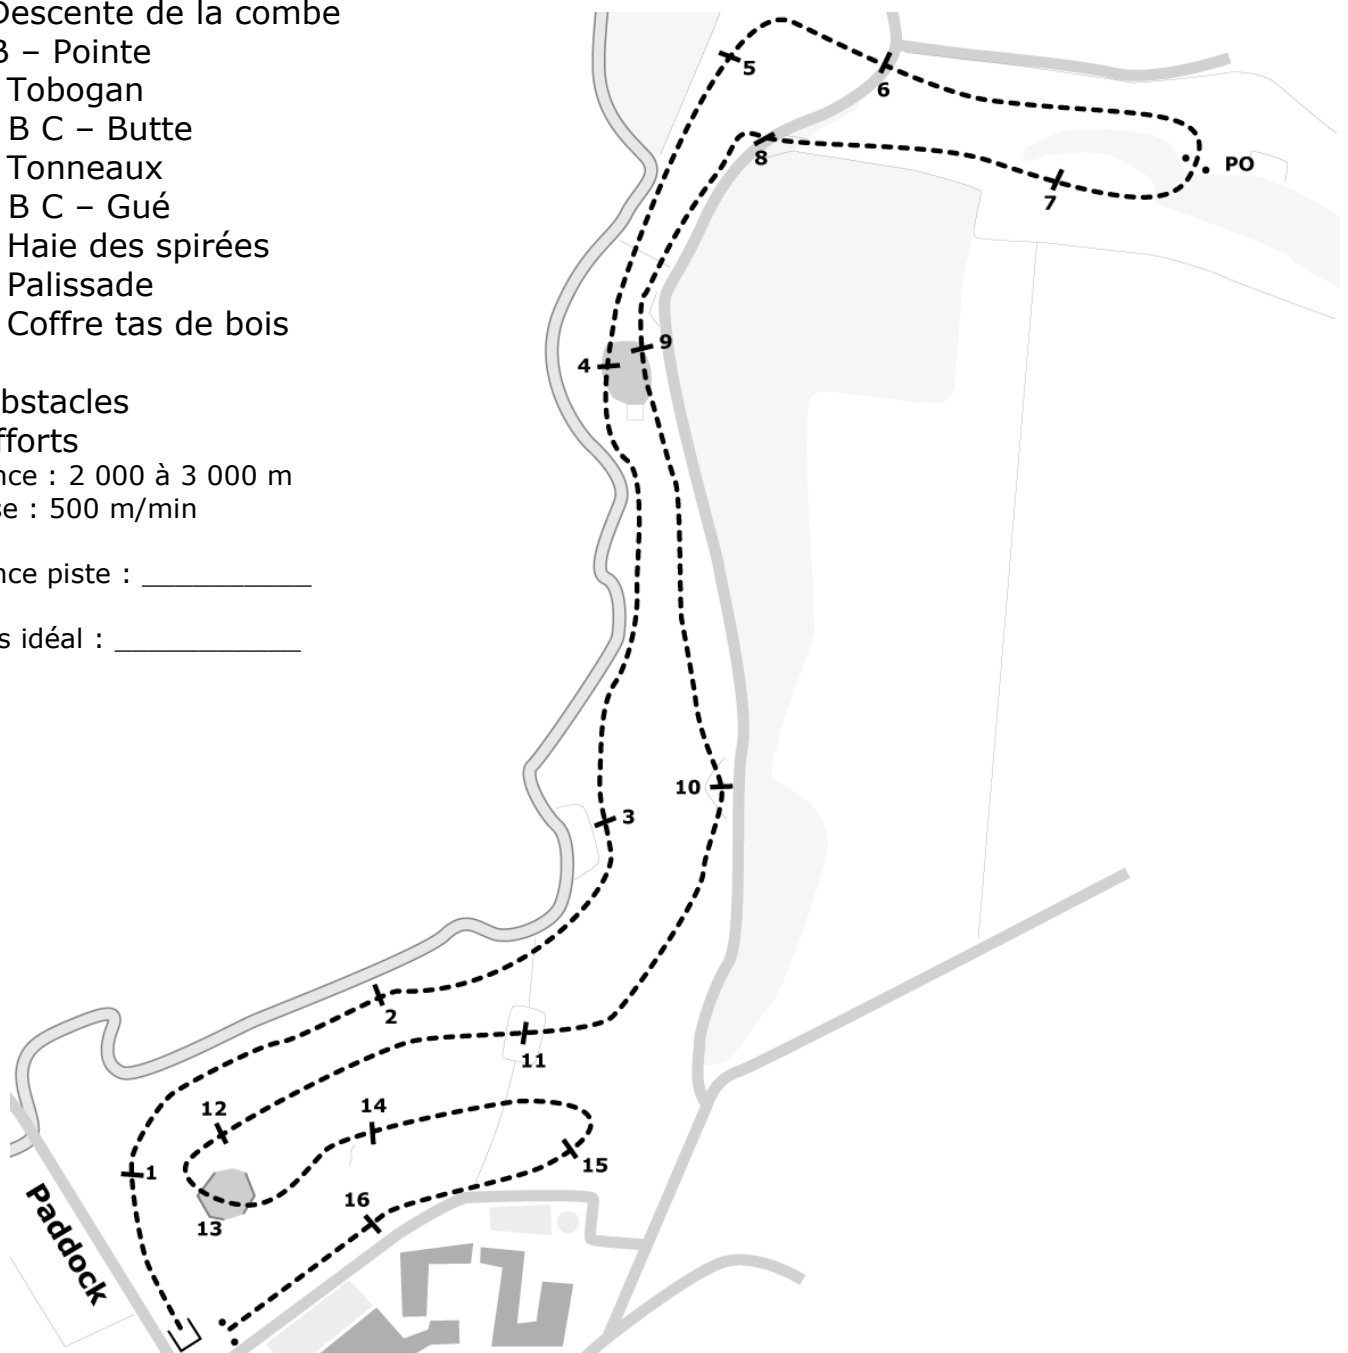 Descente de la combe
B – Pointe
Tobogan
B C – Butte
Tonneaux
B C – Gué
Haie des spirées
Palissade
Coffre tas de bois
bstacles
fforts
nce : 2 000 à 3 000 m
se : 500 m/min
nce piste : ___________
s idéal : ____________
5
6
8
PO
7
9
4
10
3
2
11
12
14
1
15
16
13
Paddock